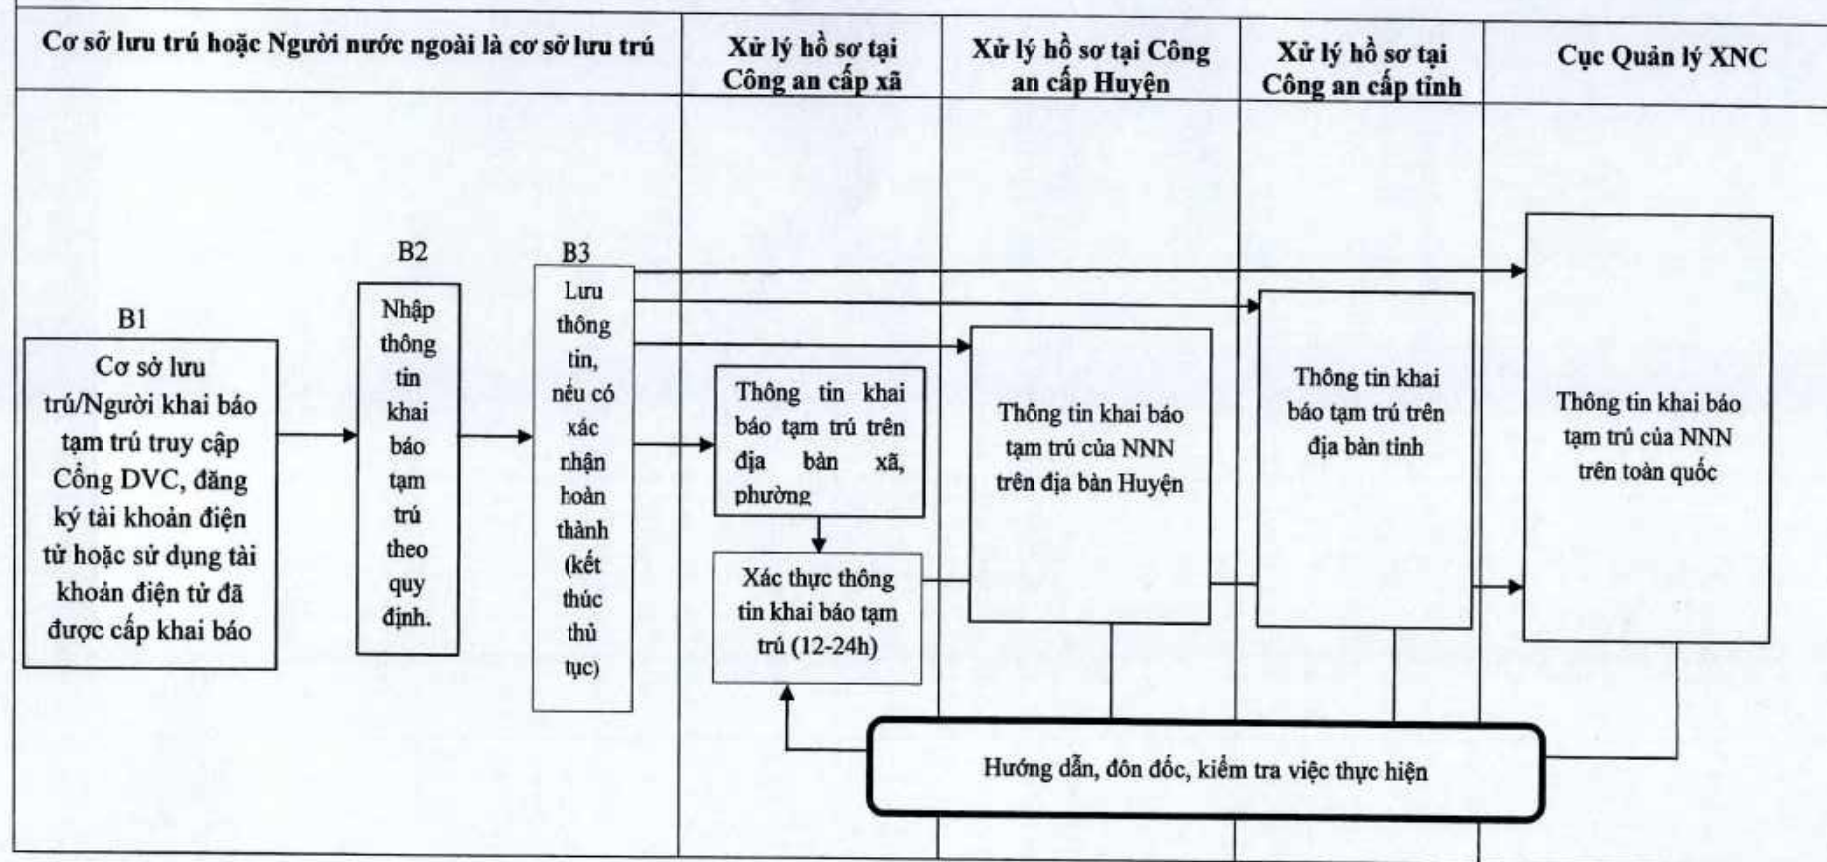 Cơ sở lưu trú hoặc Người nước ngoài là cơ sở lưu trú
Xử lý hồ sơ tại
Công an cấp xã
Xử lý hồ sơ tại Công
an cấp Huyện
Xử lý hồ sơ tại
Công an cấp tỉnh
Cục Quản lý XNC
B1
Cơ sở lưu
trú/Người khai báo
tạm trú truy cập
Cổng DVC, đăng
ký tài khoản điện
tử hoặc sử dụng tài
khoản điện tử đã
được cấp khai báo
B2
Nhập
thông
tin
khai
báo
tạm
trú
theo
quy
định.
B3
Lưu
thông
tin,
nếu có
xác
nhận
hoàn
thành
(kết
thúc
thủ
tục)
Thông tin khai
báo tạm trú trên
địa bàn xã,
phường
Xác thực thông
tin khai báo tạm
trú (12-24h)
Thông tin khai báo
tạm trú của NNN
trên địa bàn Huyện
Thông tin khai
báo tạm trú trên
địa bàn tỉnh
Thông tin khai báo
tạm trú của NNN
trên toàn quốc
Hướng dẫn, đôn đốc, kiểm tra việc thực hiện